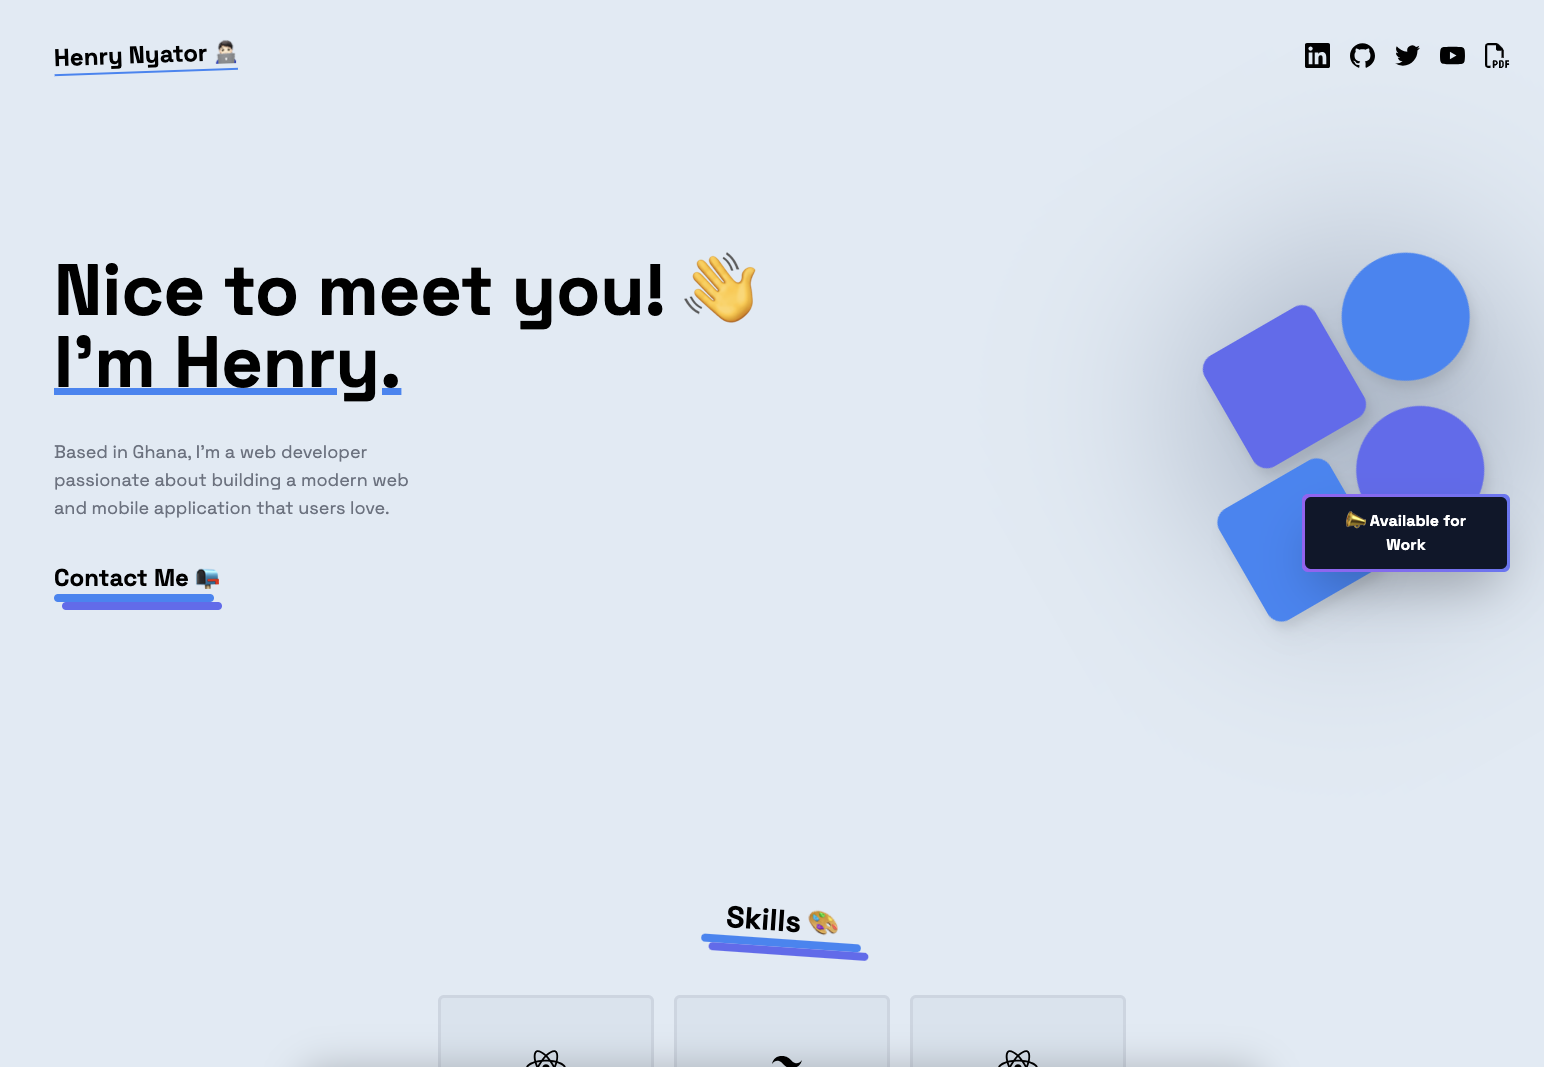 Henry Nyator 👨🏻‍💻
PDF
Nice to meet you! 👋
I'm Henry.
Based in Ghana, I'm a web developer
passionate about building a modern web
and mobile application that users love.
Contact Me 📭
📣 Available for
Work
Skills 🎨